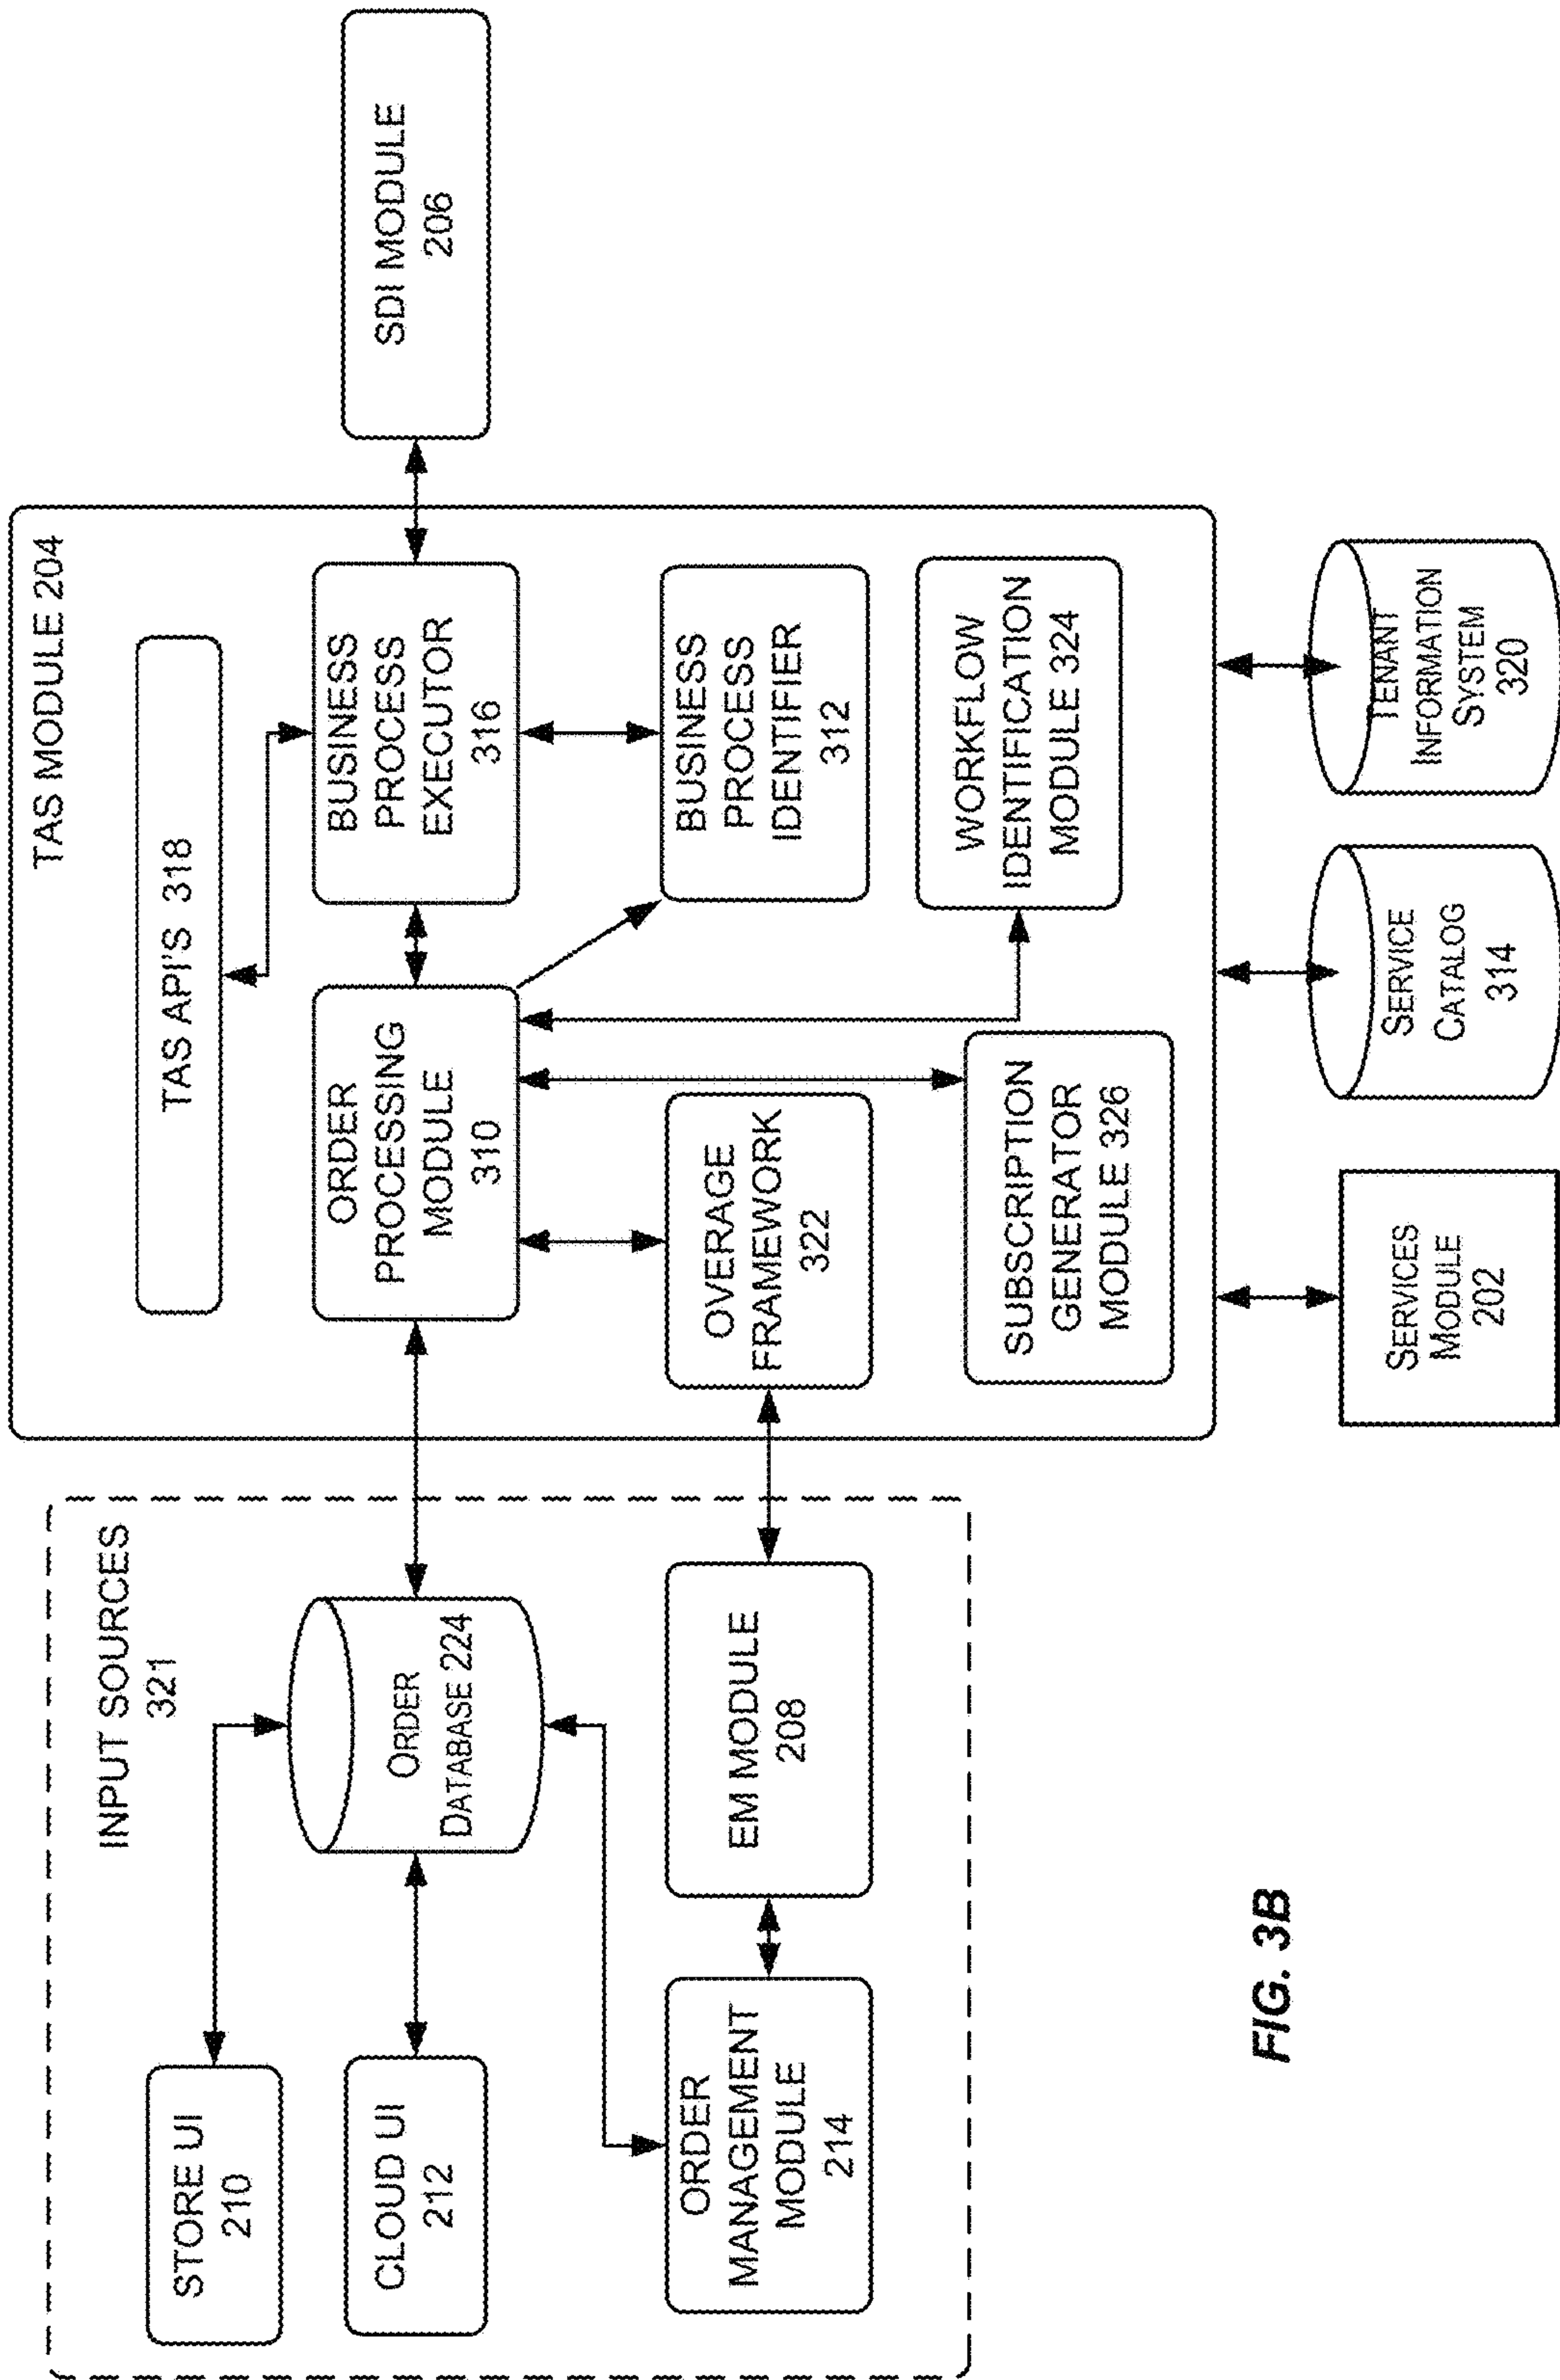 INPUT SOURCES
321
STORE UI
210
CLOUD UI
212
ORDER
DATABASE 224
ORDER
MANAGEMENT
MODULE
214
EM MODULE
208
TAS MODULE 204
TAS API'S 318
ORDER
PROCESSING
MODULE
310
BUSINESS
PROCESS
EXECUTOR
316
OVERAGE
FRAMEWORK
322
BUSINESS
PROCESS
IDENTIFIER
312
SUBSCRIPTION
GENERATOR
MODULE 326
WORKFLOW
IDENTIFICATION
MODULE 324
SDI MODULE
206
SERVICES
MODULE
202
SERVICE
CATALOG
314
TENANT
INFORMATION
SYSTEM
320
FIG. 3B